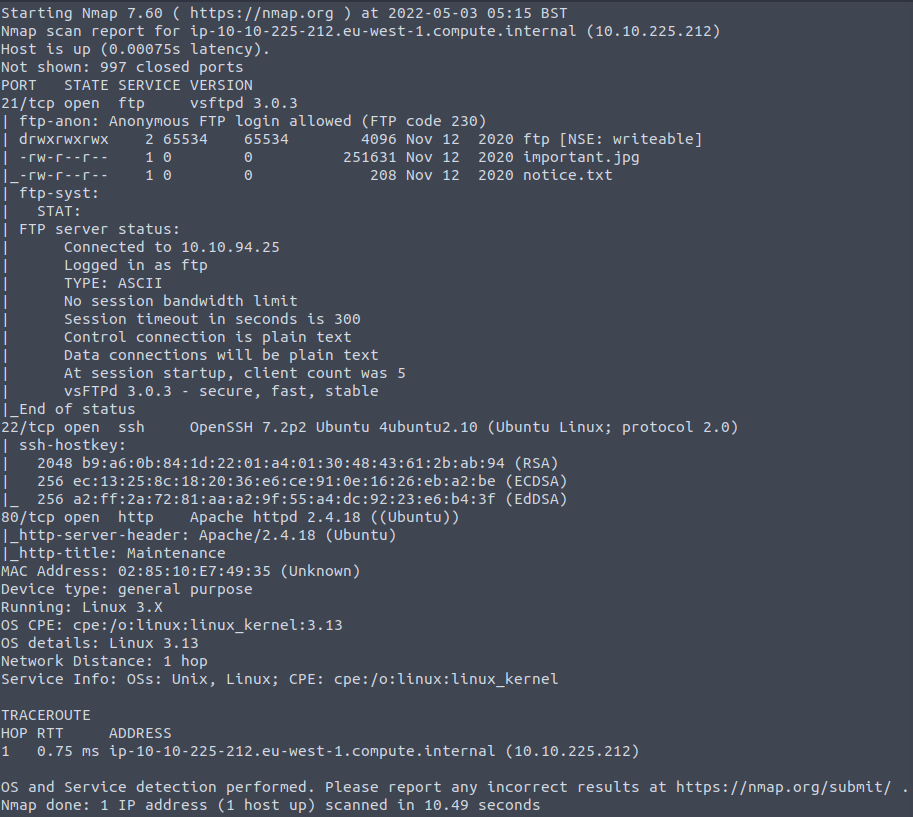 Starting Nmap 7.60 ( https://nmap.org ) at 2022-05-03 05:15 BST
Nmap scan report for ip-10-10-225-212.eu-west-1.compute.internal (10.10.225.212)
Host is up (0.00075s latency).
Not shown: 997 closed ports
PORT   STATE SERVICE VERSION
21/tcp open  ftp     vsftpd 3.0.3
| ftp-anon: Anonymous FTP login allowed (FTP code 230)
| drwxrwxrwx    2 65534    65534        4096 Nov 12  2020 ftp [NSE: writeable]
| -rw-r--r--    1 0        0          251631 Nov 12  2020 important.jpg
|_-rw-r--r--    1 0        0             208 Nov 12  2020 notice.txt
| ftp-syst:
|   STAT:
| FTP server status:
|      Connected to 10.10.94.25
|      Logged in as ftp
|      TYPE: ASCII
|      No session bandwidth limit
|      Session timeout in seconds is 300
|      Control connection is plain text
|      Data connections will be plain text
|      At session startup, client count was 5
|      vsFTPd 3.0.3 - secure, fast, stable
|_End of status
22/tcp open  ssh     OpenSSH 7.2p2 Ubuntu 4ubuntu2.10 (Ubuntu Linux; protocol 2.0)
| ssh-hostkey:
|   2048 b9:a6:0b:84:1d:22:01:a4:01:30:48:43:61:2b:ab:94 (RSA)
|   256 ec:13:25:8c:18:20:36:e6:ce:91:0e:16:26:eb:a2:be (ECDSA)
|_  256 a2:ff:2a:72:81:aa:a2:9f:55:a4:dc:92:23:e6:b4:3f (EdDSA)
80/tcp open  http    Apache httpd 2.4.18 ((Ubuntu))
|_http-server-header: Apache/2.4.18 (Ubuntu)
|_http-title: Maintenance
MAC Address: 02:85:10:E7:49:35 (Unknown)
Device type: general purpose
Running: Linux 3.X
OS CPE: cpe:/o:linux:linux_kernel:3.13
OS details: Linux 3.13
Network Distance: 1 hop
Service Info: OSs: Unix, Linux; CPE: cpe:/o:linux:linux_kernel

TRACEROUTE
HOP RTT     ADDRESS
1   0.75 ms ip-10-10-225-212.eu-west-1.compute.internal (10.10.225.212)

OS and Service detection performed. Please report any incorrect results at https://nmap.org/submit/ .
Nmap done: 1 IP address (1 host up) scanned in 10.49 seconds